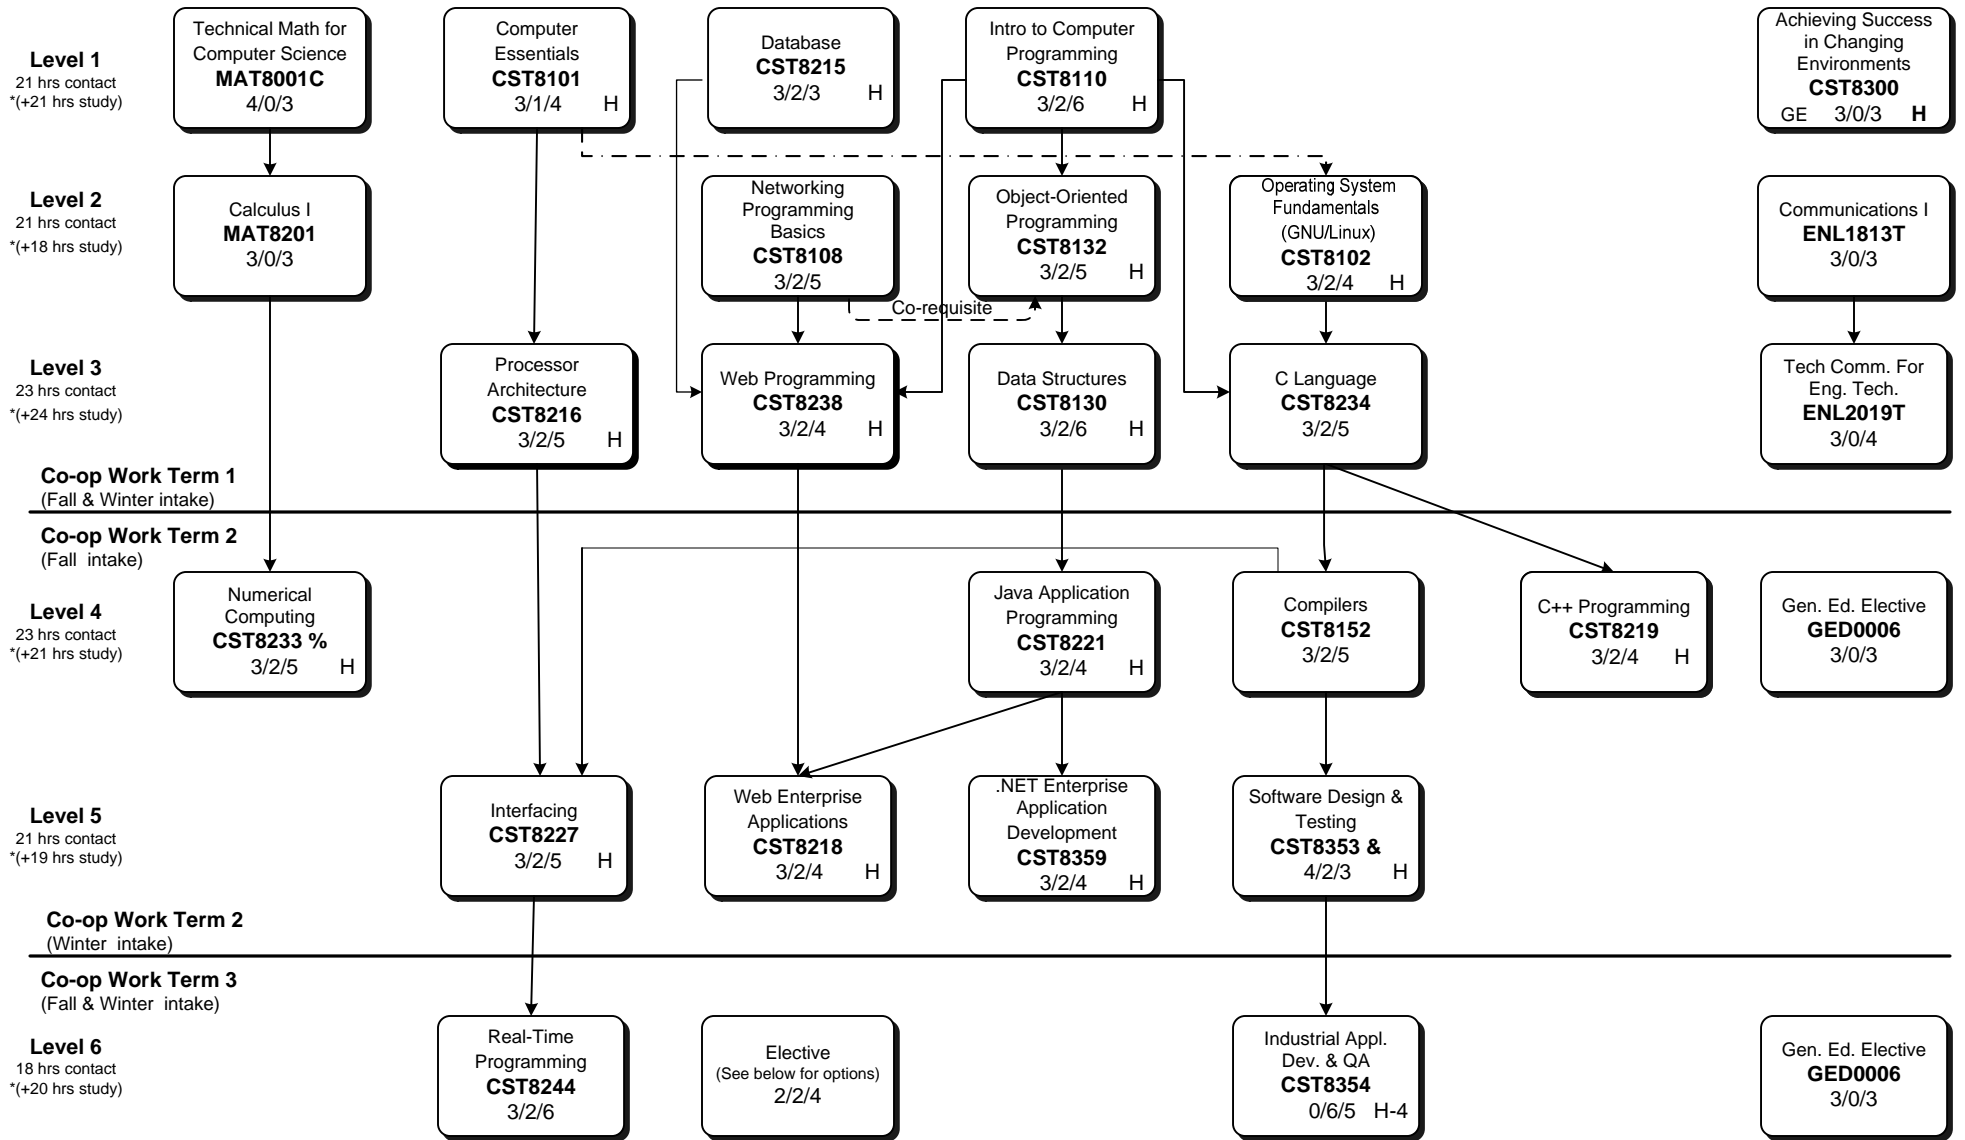 Level 1
21 hrs contact
*(+21 hrs study)
Technical Math for
Computer Science
MAT8001C
4/0/3
Computer
Essentials
CST8101
3/1/4 H
Database
CST8215
3/2/3 H
Intro to Computer
Programming
CST8110
3/2/6 H
Achieving Success
in Changing
Environments
CST8300
GE 3/0/3 H
Level 2
21 hrs contact
*(+18 hrs study)
Calculus I
MAT8201
3/0/3
Networking
Programming
Basics
CST8108
3/2/5
Object-Oriented
Programming
CST8132
3/2/5 H
Operating System
Fundamentals
(GNU/Linux)
CST8102
3/2/4 H
Communications I
ENL1813T
3/0/3
Co-requisite
Level 3
23 hrs contact
*(+24 hrs study)
Processor
Architecture
CST8216
3/2/5 H
Web Programming
CST8238
3/2/4 H
Data Structures
CST8130
3/2/6 H
C Language
CST8234
3/2/5
Tech Comm. For
Eng. Tech.
ENL2019T
3/0/4
Co-op Work Term 1
(Fall & Winter intake)
Co-op Work Term 2
(Fall intake)
Level 4
23 hrs contact
*(+21 hrs study)
Numerical
Computing
CST8233 %
3/2/5 H
Java Application
Programming
CST8221
3/2/4 H
Compilers
CST8152
3/2/5
C++ Programming
CST8219
3/2/4 H
Gen. Ed. Elective
GED0006
3/0/3
Level 5
21 hrs contact
*(+19 hrs study)
Interfacing
CST8227
3/2/5 H
Web Enterprise
Applications
CST8218
3/2/4 H
.NET Enterprise
Application
Development
CST8359
3/2/4 H
Software Design &
Testing
CST8353 &
4/2/3 H
Co-op Work Term 2
(Winter intake)
Co-op Work Term 3
(Fall & Winter intake)
Level 6
18 hrs contact
*(+20 hrs study)
Real-Time
Programming
CST8244
3/2/6
Elective
(See below for options)
2/2/4
Industrial Appl.
Dev. & QA
CST8354
0/6/5 H-4
Gen. Ed. Elective
GED0006
3/0/3